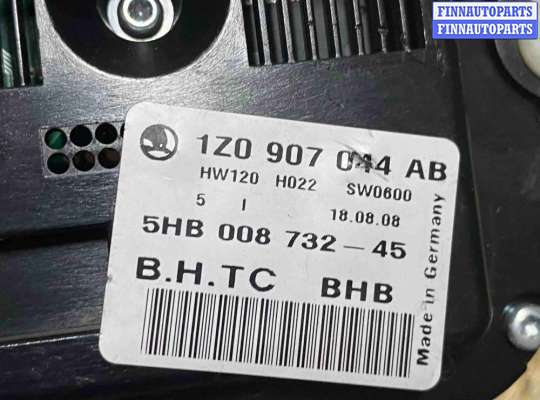 FINNAUTOPARTS
FINNAUTOPARTS
1Z0 907 044 AB
HW120 H022 SW0600
5 I 18.08.08
5HB 008 732-45
B.H.TC BHB
Made in Germany